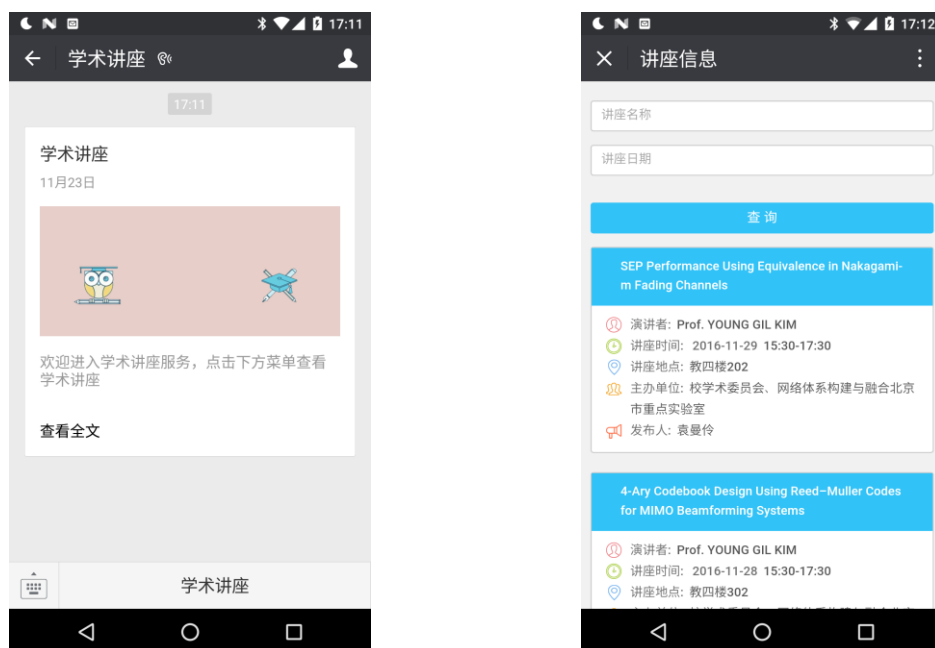 17:11
学术讲座
17:11
学术讲座
11月23日
欢迎进入学术讲座服务，点击下方菜单查看
学术讲座
查看全文
学术讲座
17:12
讲座信息
讲座名称
讲座日期
查 询
SEP Performance Using Equivalence in Nakagami-
m Fading Channels
演讲者: Prof. YOUNG GIL KIM
讲座时间: 2016-11-29 15:30-17:30
讲座地点: 教四楼202
主办单位: 校学术委员会、网络体系构建与融合北京
市重点实验室
发布人: 袁曼伶
4-Ary Codebook Design Using Reed–Muller Codes
for MIMO Beamforming Systems
演讲者: Prof. YOUNG GIL KIM
讲座时间: 2016-11-28 15:30-17:30
讲座地点: 教四楼302